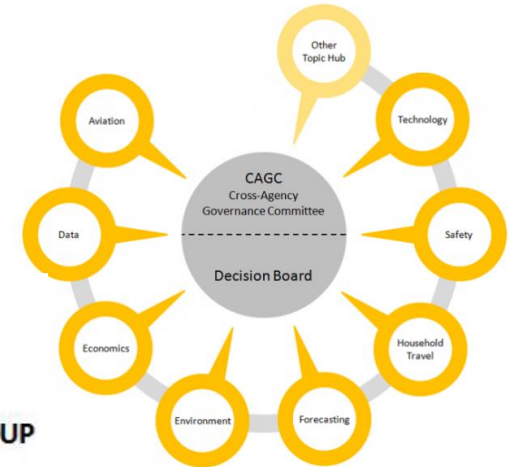 Other
Topic Hub
Aviation
Technology
CAGC
Cross-Agency
Governance Committee
Data
Safety
Decision Board
Economics
Household
Travel
Environment
Forecasting
UP